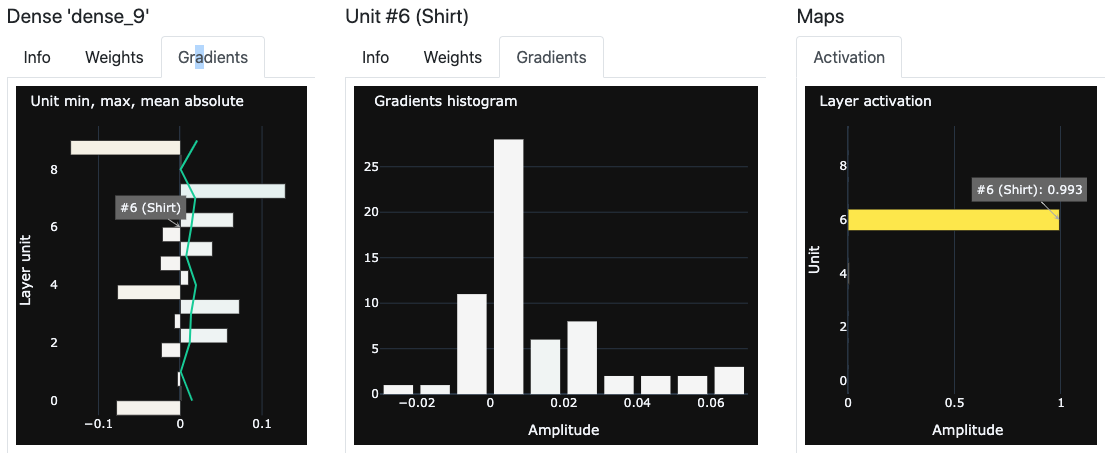 Dense 'dense_9'
Info Weights Gradients
Unit min, max, mean absolute
8
6
4
2
0
Layer unit
#6 (Shirt)
−0.1 0 0.1
Unit #6 (Shirt)
Info Weights Gradients
Gradients histogram
25
20
15
10
5
0
−0.02 0 0.02 0.04 0.06
Amplitude
Maps
Activation
Layer activation
8
6
4
2
0
Unit
#6 (Shirt): 0.993
0 0.5 1
Amplitude